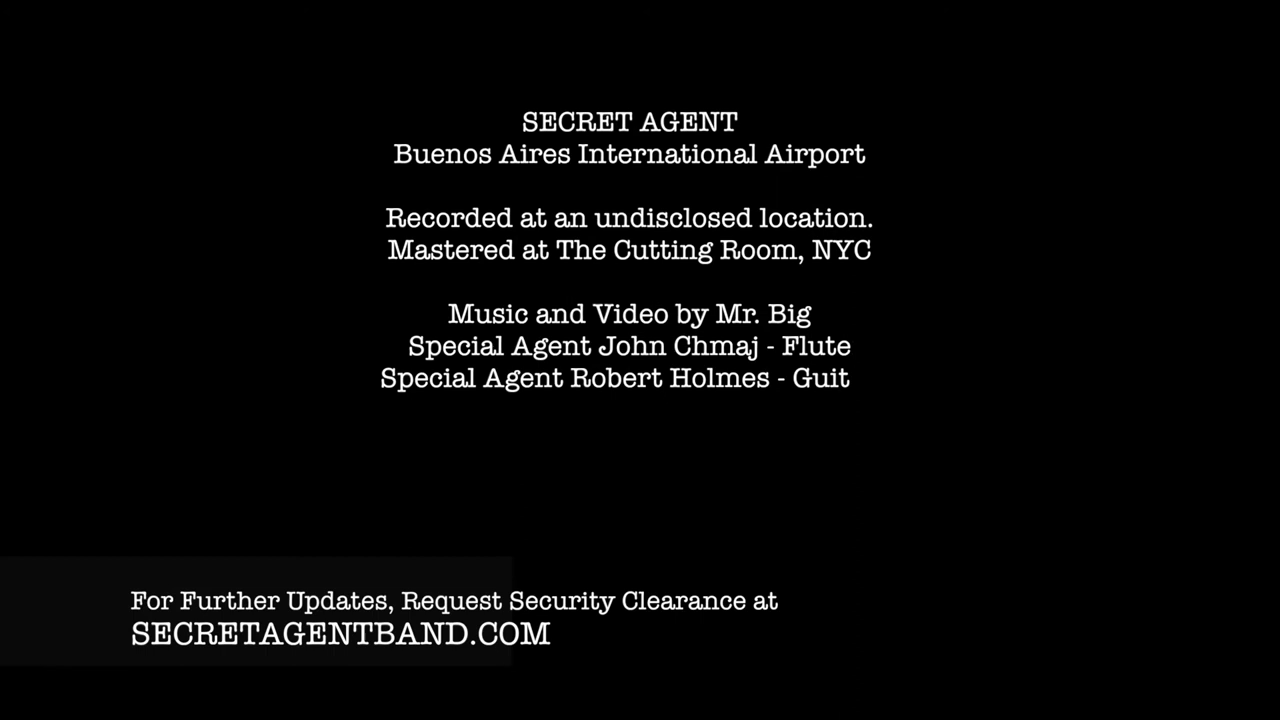 SECRET AGENT
Buenos Aires International Airport
Recorded at an undisclosed location.
Mastered at The Cutting Room, NYC
Music and Video by Mr. Big
Special Agent John Chmaj - Flute
Special Agent Robert Holmes - Guit
For Further Updates, Request Security Clearance at
SECRETAGENTBAND.COM